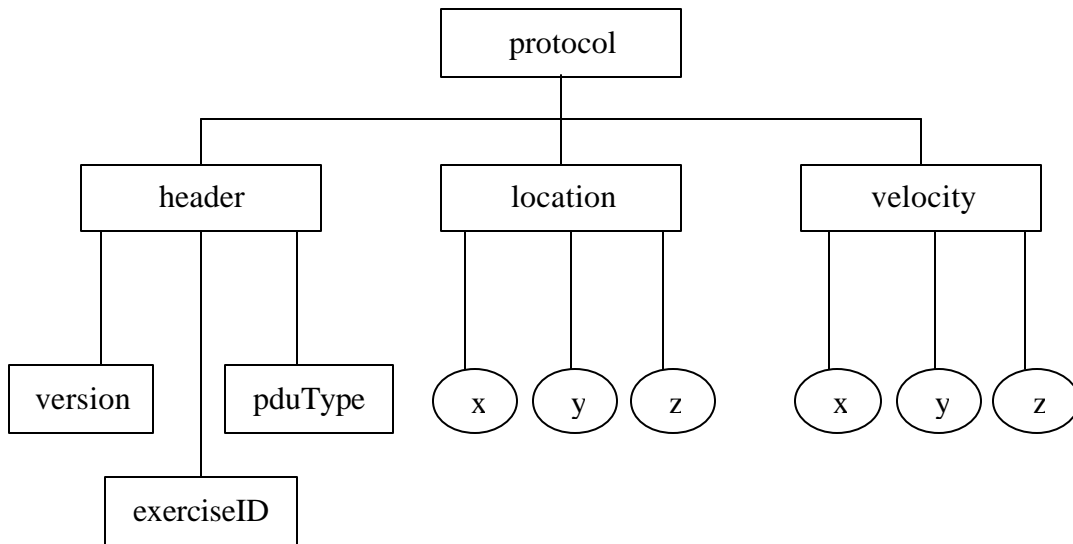 protocol
header
location
velocity
version
pduType
x
y
z
x
y
z
exerciseID